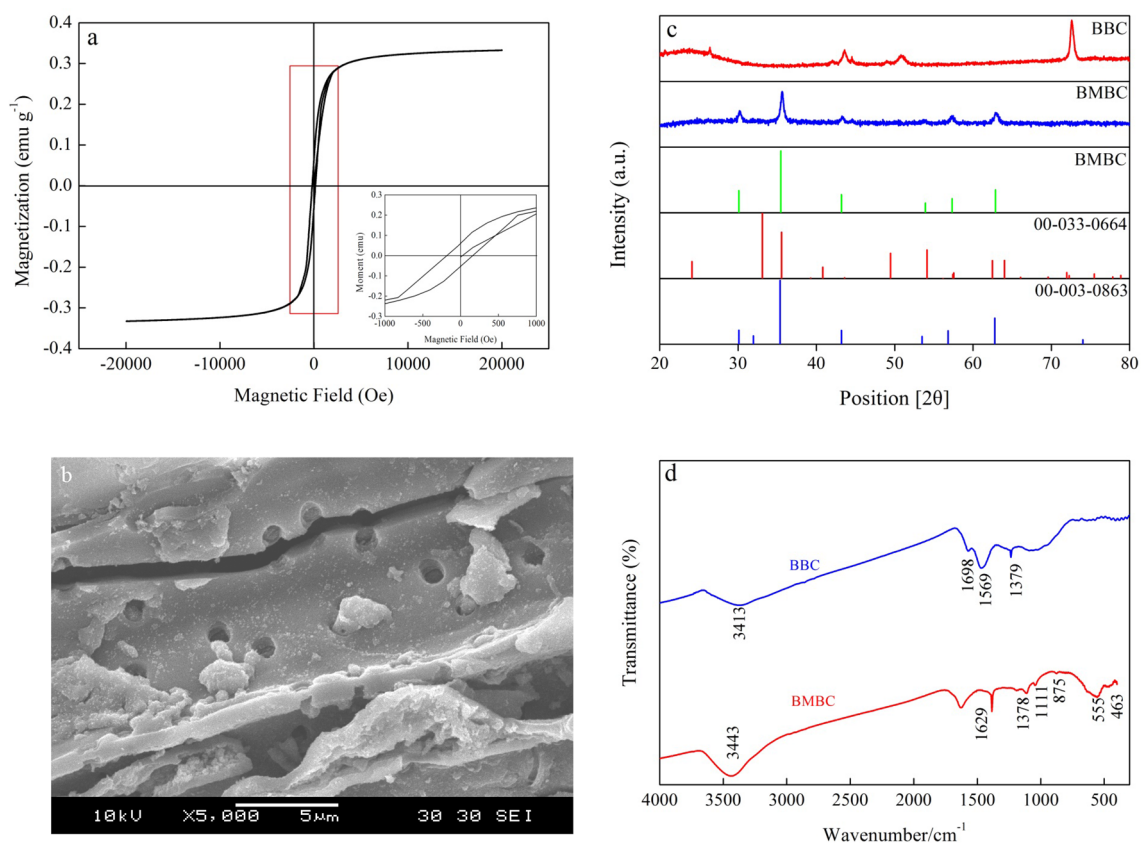 a
0.4
0.3
0.2
0.1
0.0
-0.1
-0.2
-0.3
-0.4
Magnetization (emu g-1)
-20000 -10000 0 10000 20000
Magnetic Field (Oe)
0.3
0.2
0.1
0.0
-0.1
-0.2
-0.3
Moment (emu)
-1000 -500 0 500 1000
Magnetic Field (Oe)
c
BBC
BMBC
BMBC
00-033-0664
00-003-0863
Intensity (a.u.)
20 30 40 50 60 70 80
Position [2θ]
b
10kV X5,000 5μm 30 30 SEI
d
BBC
3413
1698
1569
1379
BMBC
3443
1629
1378
1111
875
555
463
Transmittance (%)
4000 3500 3000 2500 2000 1500 1000 500
Wavenumber/cm-1